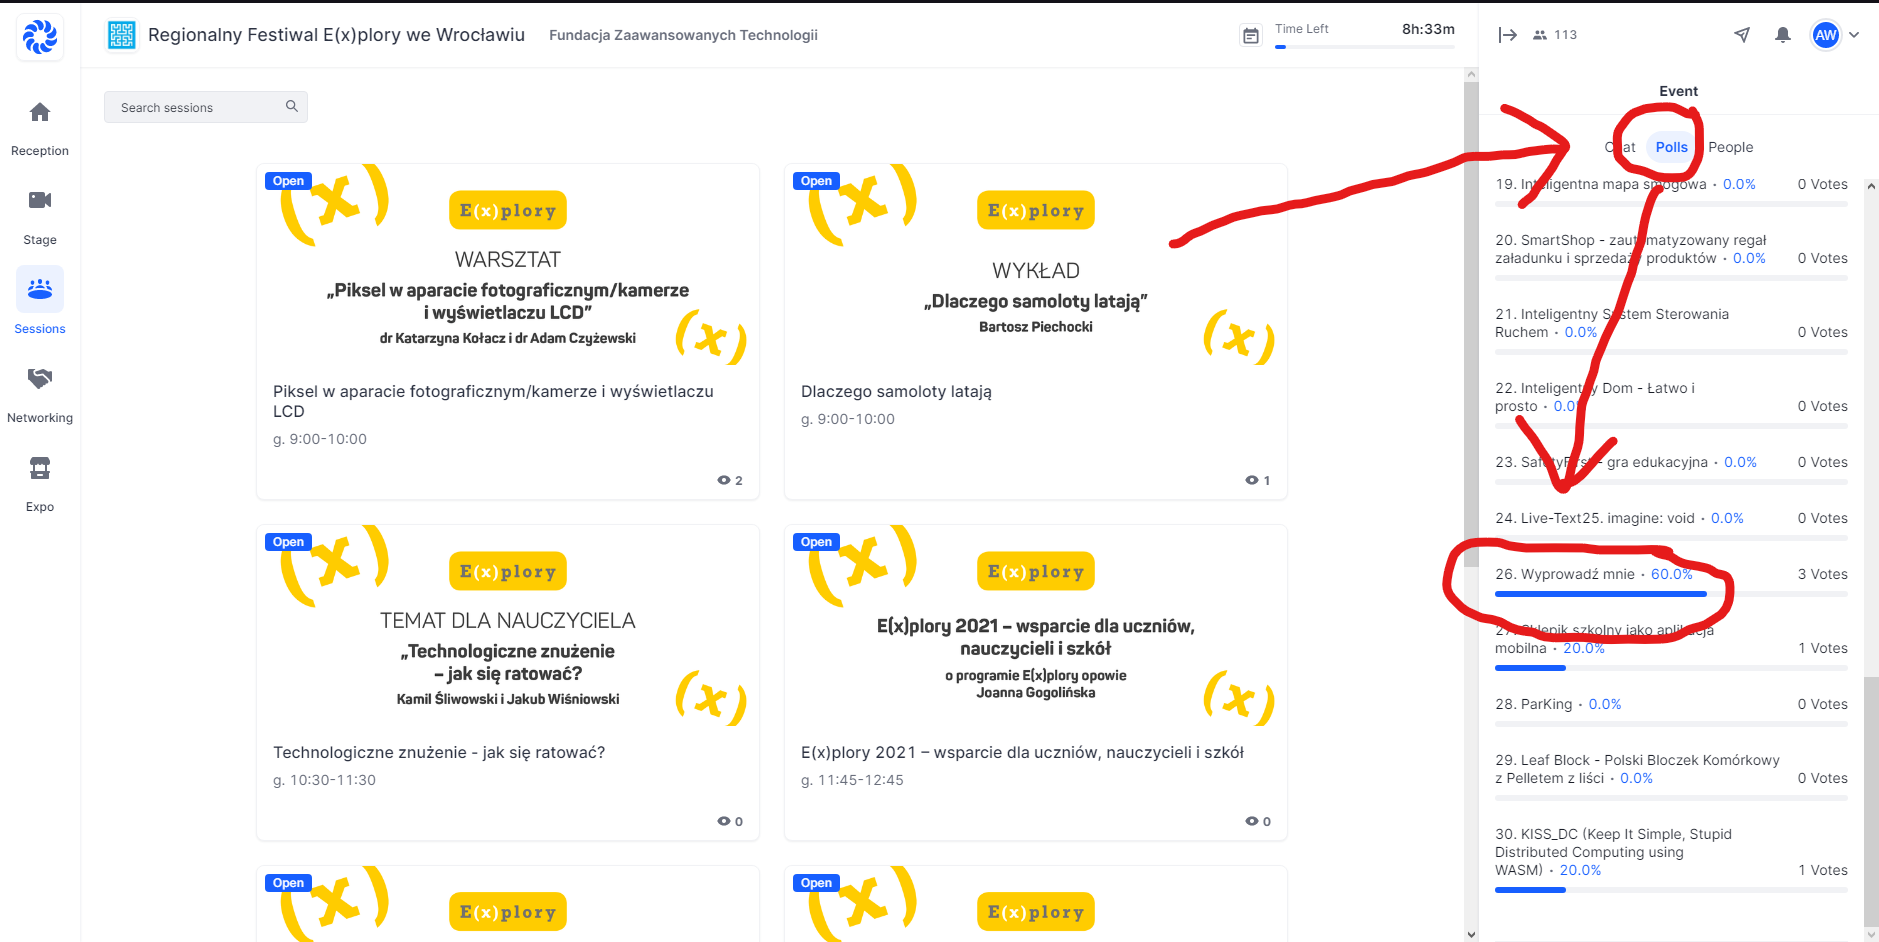 Regionalny Festiwal E(x)plory we Wrocławiu
Fundacja Zaawansowanych Technologii
Time Left
8h:33m
113
AW
Reception
Stage
Sessions
Networking
Expo
Search sessions
Open
E(x)plory
WARSZTAT
„Piksel w aparacie fotograficznym/kamerze
i wyświetlaczu LCD”
dr Katarzyna Kołacz i dr Adam Czyżewski
(x)
Piksel w aparacie fotograficznym/kamerze i wyświetlaczu
LCD
g. 9:00-10:00
2
Open
E(x)plory
WYKŁAD
„Dlaczego samoloty latają”
Bartosz Piechocki
(x)
Dlaczego samoloty latają
g. 9:00-10:00
1
Open
E(x)plory
TEMAT DLA NAUCZYCIELA
„Technologiczne znużenie
– jak się ratować?
Kamil Śliwowski i Jakub Wiśniowski
(x)
Technologiczne znużenie - jak się ratować?
g. 10:30-11:30
0
Open
E(x)plory
E(x)plory 2021 – wsparcie dla uczniów,
nauczycieli i szkół
o programie E(x)plory opowie
Joanna Gogolińska
(x)
E(x)plory 2021 – wsparcie dla uczniów, nauczycieli i szkół
g. 11:45-12:45
0
Open
E(x)plory
Open
E(x)plory
Event
Chat Polls People
19. Inteligentna mapa smogowa · 0.0% 0 Votes
20. SmartShop - zautomatyzowany regał
załadunku i sprzedaży produktów · 0.0% 0 Votes
21. Inteligentny System Sterowania
Ruchem · 0.0% 0 Votes
22. Inteligentny Dom - Łatwo i
prosto · 0.0% 0 Votes
23. SafetyFirst - gra edukacyjna · 0.0% 0 Votes
24. Live-Text25. imagine: void · 0.0% 0 Votes
26. Wyprowadź mnie · 60.0% 3 Votes
27. Sklepik szkolny jako aplikacja
mobilna · 20.0% 1 Votes
28. ParKing · 0.0% 0 Votes
29. Leaf Block - Polski Bloczek Komórkowy
z Pelletem z liści · 0.0% 0 Votes
30. KISS_DC (Keep It Simple, Stupid
Distributed Computing using
WASM) · 20.0% 1 Votes